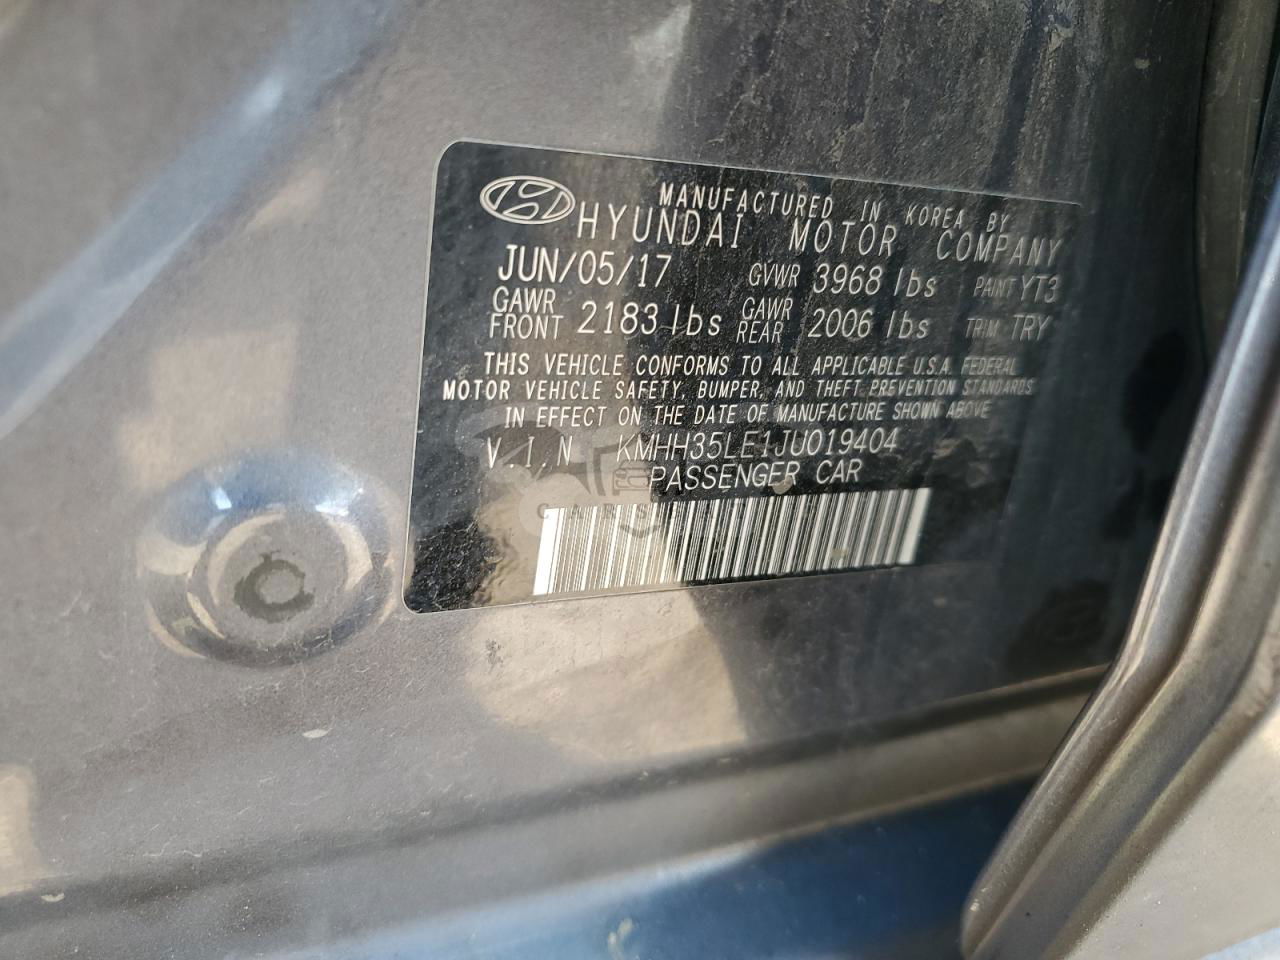 MANUFACTURED IN KOREA BY
HYUNDAI MOTOR COMPANY
JUN/05/17 GVWR 3968 lbs PAINT YT3
GAWR FRONT 2183 lbs GAWR REAR 2006 lbs TRIM TRY
THIS VEHICLE CONFORMS TO ALL APPLICABLE U.S.A. FEDERAL
MOTOR VEHICLE SAFETY, BUMPER, AND THEFT PREVENTION STANDARDS
IN EFFECT ON THE DATE OF MANUFACTURE SHOWN ABOVE
V.I.N KMHH35LE1JU019404
PASSENGER CAR